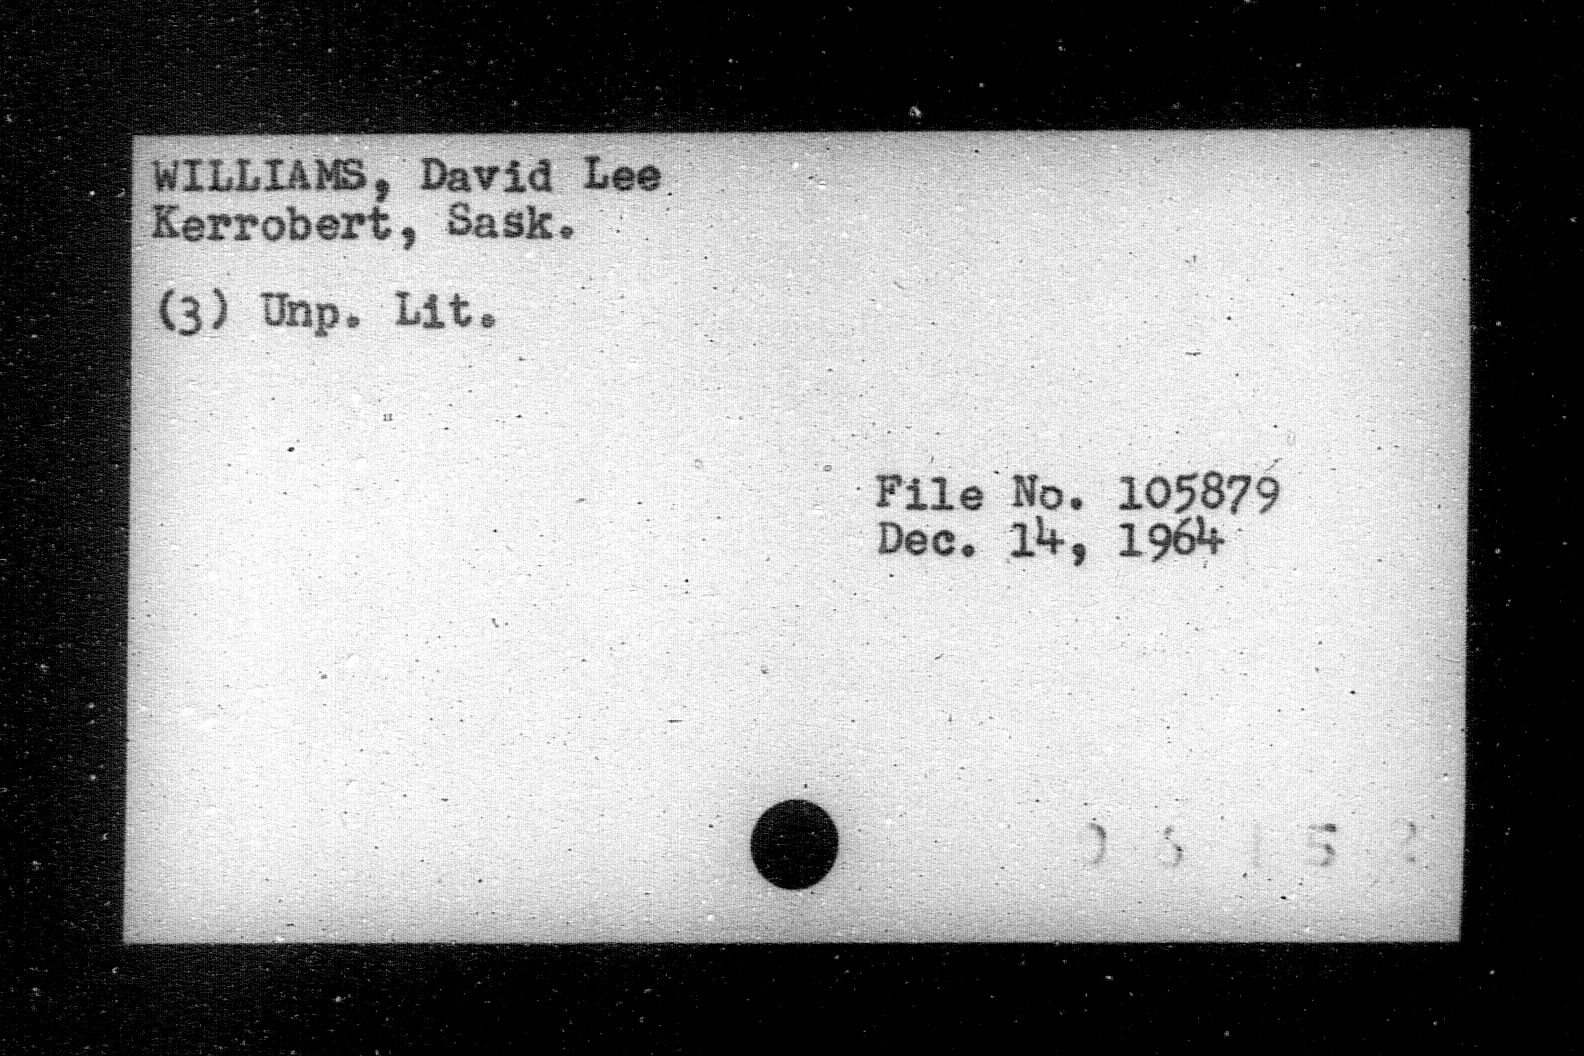 WILLIAMS, David Lee
Kerrobert, Sask.
(3) Unp. Lit.
File No. 105879
Dec. 14, 1964